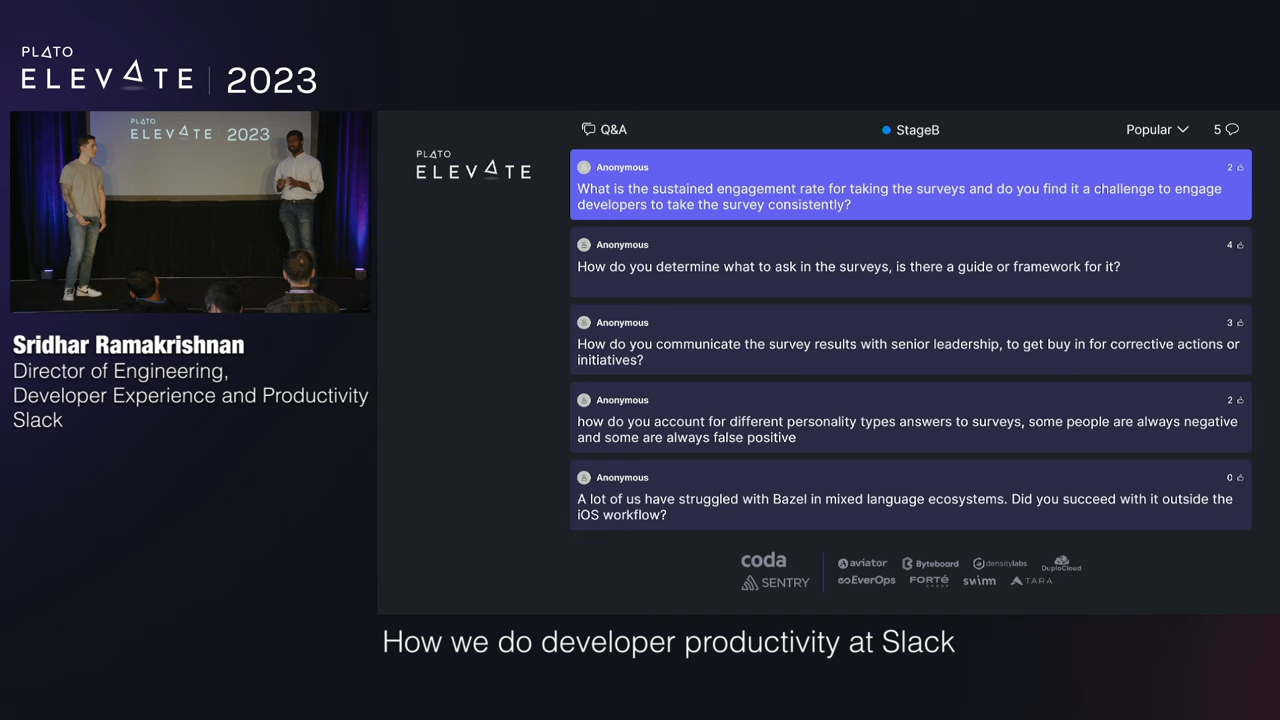 PLATO
ELEVATE | 2023
PLATO
ELEVATE 2023
Sridhar Ramakrishnan
Director of Engineering,
Developer Experience and Productivity
Slack
PLATO
ELEVATE
Q&A
StageB
Popular
5
Anonymous
2
What is the sustained engagement rate for taking the surveys and do you find it a challenge to engage
developers to take the survey consistently?
Anonymous
4
How do you determine what to ask in the surveys, is there a guide or framework for it?
Anonymous
3
How do you communicate the survey results with senior leadership, to get buy in for corrective actions or
initiatives?
Anonymous
2
how do you account for different personality types answers to surveys, some people are always negative
and some are always false positive
Anonymous
0
A lot of us have struggled with Bazel in mixed language ecosystems. Did you succeed with it outside the
iOS workflow?
coda
SENTRY
aviator
Byteboard
densitylabs
DuploCloud
EverOps
FORTÉ
GROUP
swimm
TARA
How we do developer productivity at Slack